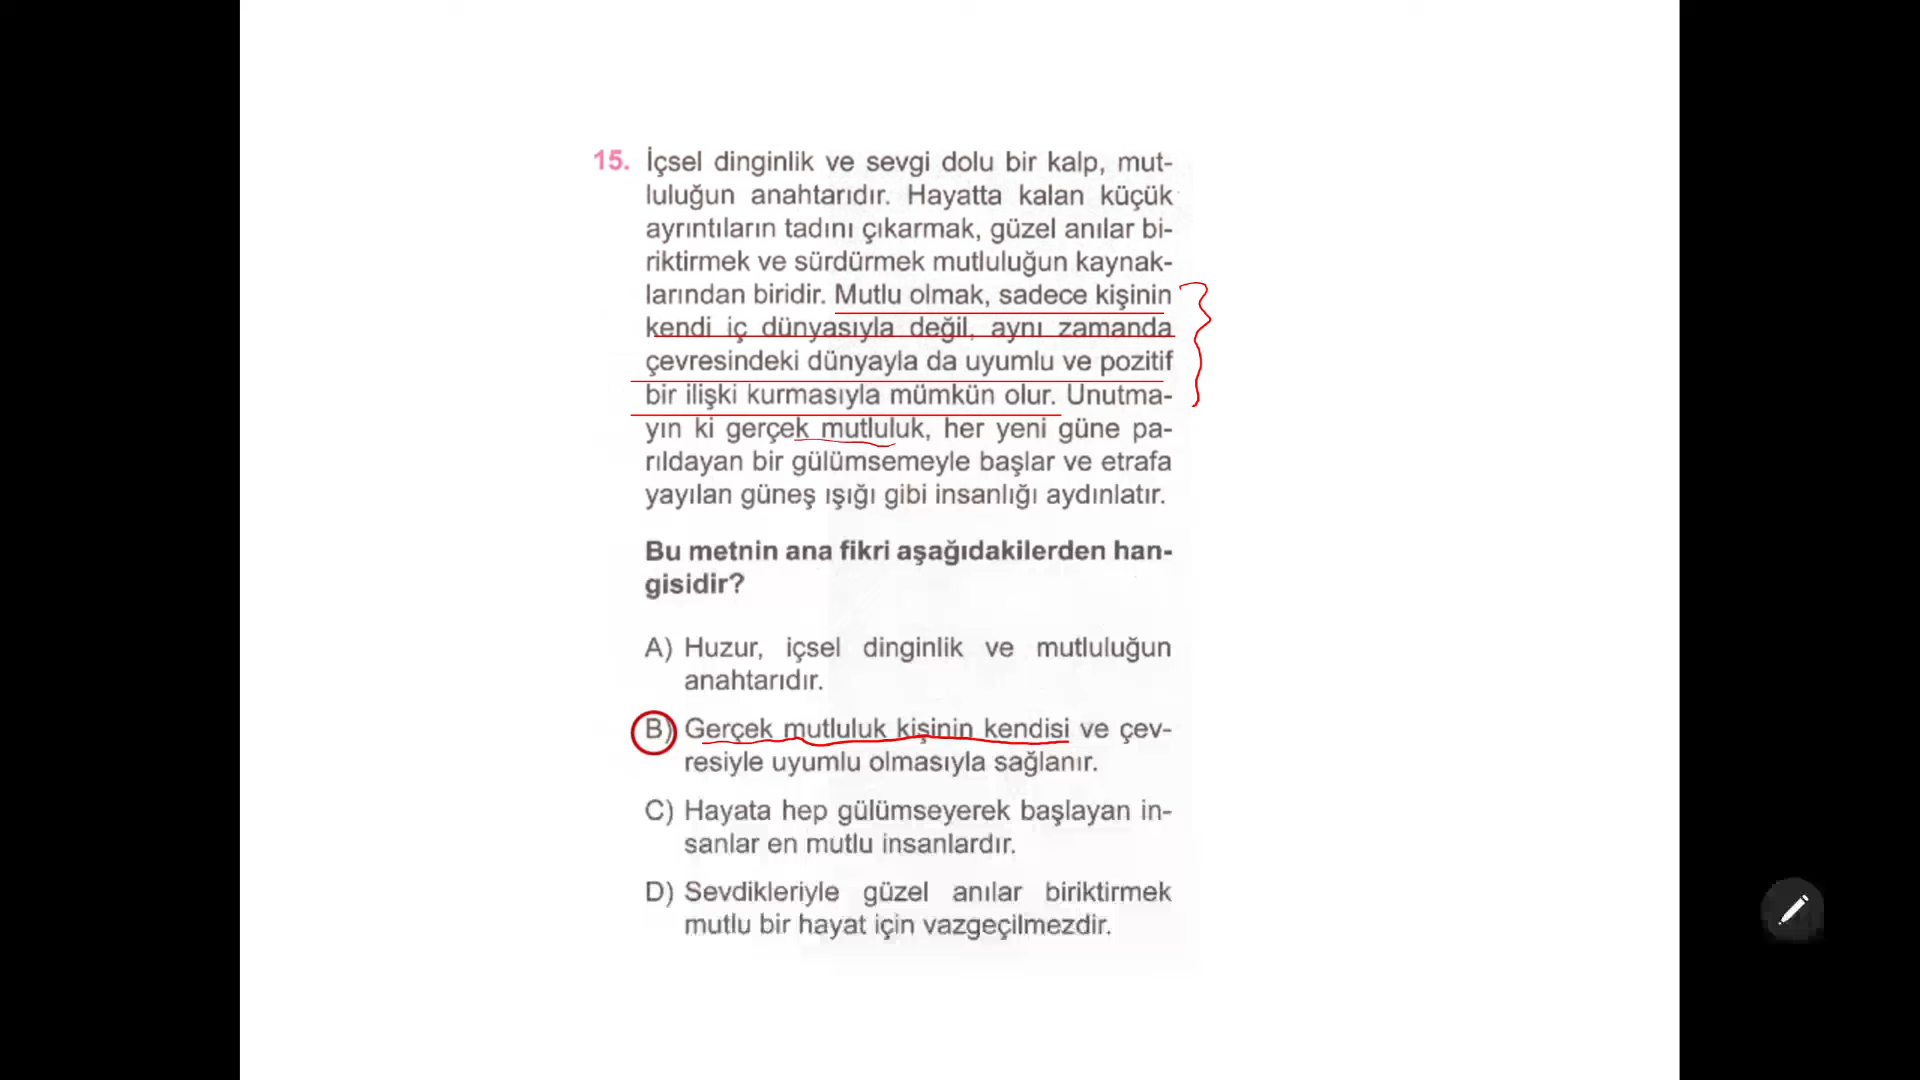 15. İçsel dinginlik ve sevgi dolu bir kalp, mut-
luluğun anahtarıdır. Hayatta kalan küçük
ayrıntıların tadını çıkarmak, güzel anılar bi-
riktirmek ve sürdürmek mutluluğun kaynak-
larından biridir. Mutlu olmak, sadece kişinin
kendi iç dünyasıyla değil, aynı zamanda
çevresindeki dünyayla da uyumlu ve pozitif
bir ilişki kurmasıyla mümkün olur. Unutma-
yın ki gerçek mutluluk, her yeni güne pa-
rıldayan bir gülümsemeyle başlar ve etrafa
yayılan güneş ışığı gibi insanlığı aydınlatır.
Bu metnin ana fikri aşağıdakilerden han-
gisidir?
A) Huzur, içsel dinginlik ve mutluluğun
anahtarıdır.
B) Gerçek mutluluk kişinin kendisi ve çev-
resiyle uyumlu olmasıyla sağlanır.
C) Hayata hep gülümseyerek başlayan in-
sanlar en mutlu insanlardır.
D) Sevdikleriyle güzel anılar biriktirmek
mutlu bir hayat için vazgeçilmezdir.